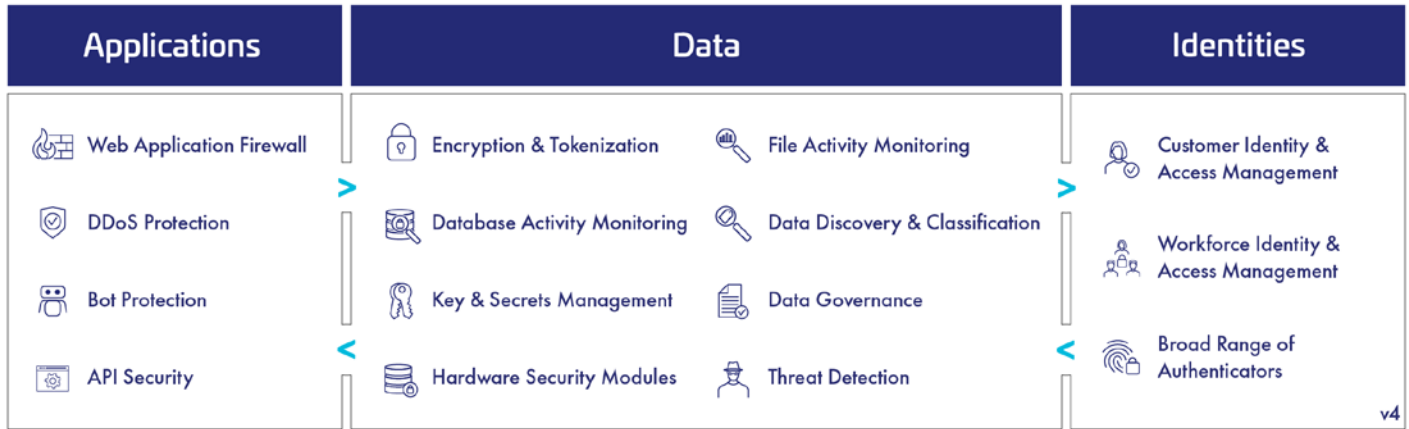 Applications
Web Application Firewall
DDoS Protection
Bot Protection
API Security
Data
Encryption & Tokenization
Database Activity Monitoring
Key & Secrets Management
Hardware Security Modules
File Activity Monitoring
Data Discovery & Classification
Data Governance
Threat Detection
Identities
Customer Identity &
Access Management
Workforce Identity &
Access Management
Broad Range of
Authenticators
v4